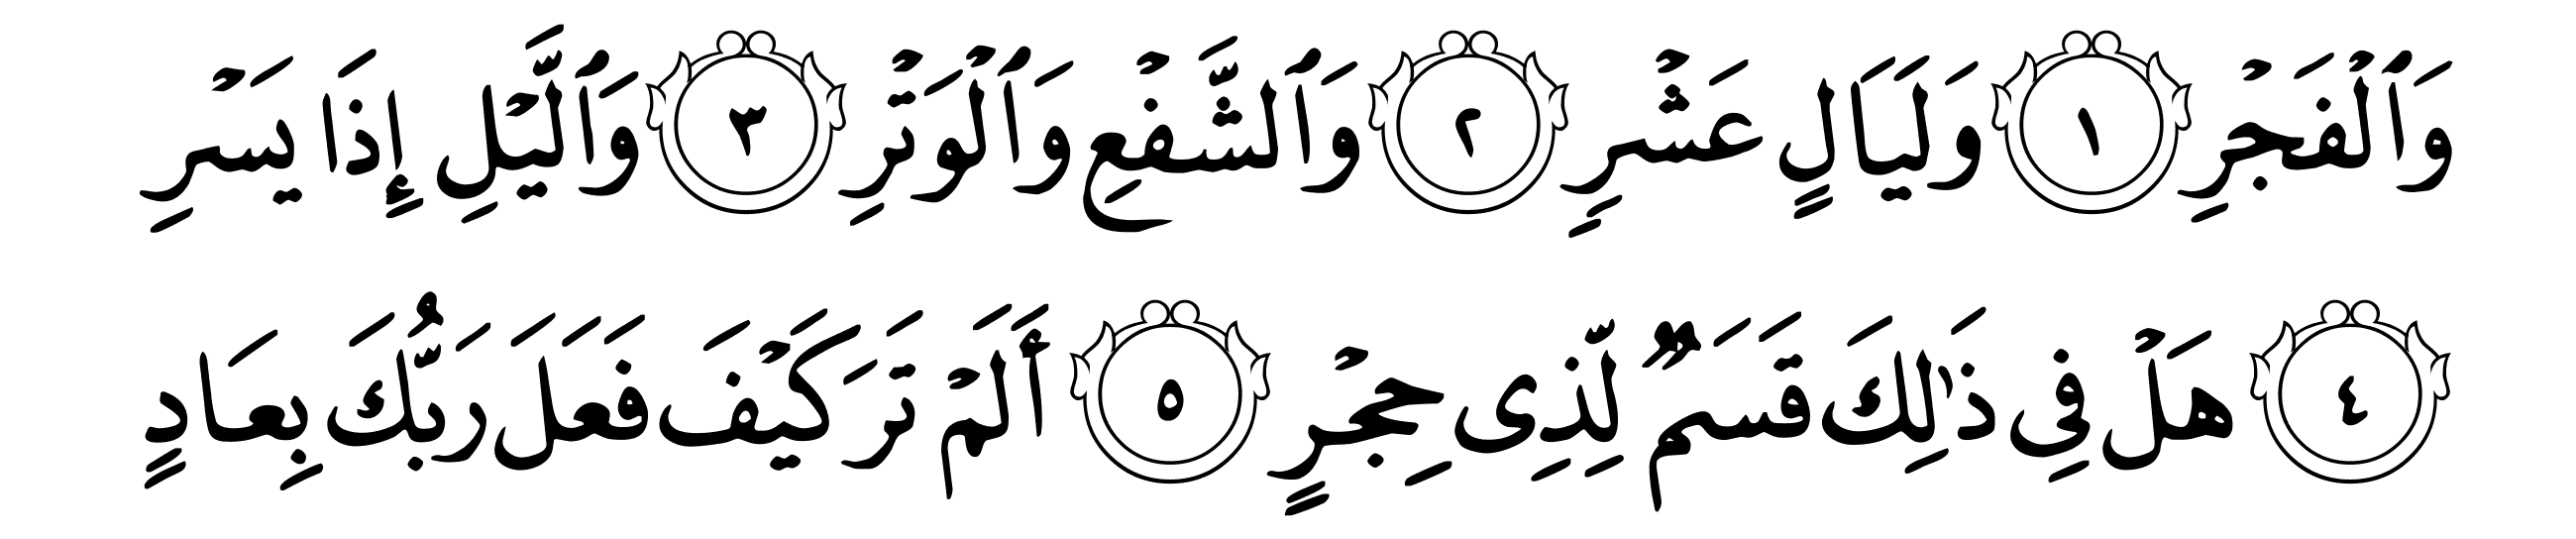 وَٱلۡفَجۡرِ ١ وَلَيَالٍ عَشۡرٖ ٢ وَٱلشَّفۡعِ وَٱلۡوَتۡرِ ٣ وَٱلَّيۡلِ إِذَا يَسۡرِ
٤ هَلۡ فِي ذَٰلِكَ قَسَمٞ لِّذِى حِجۡرٍ ٥ أَلَمۡ تَرَ كَيۡفَ فَعَلَ رَبُّكَ بِعَادٍ